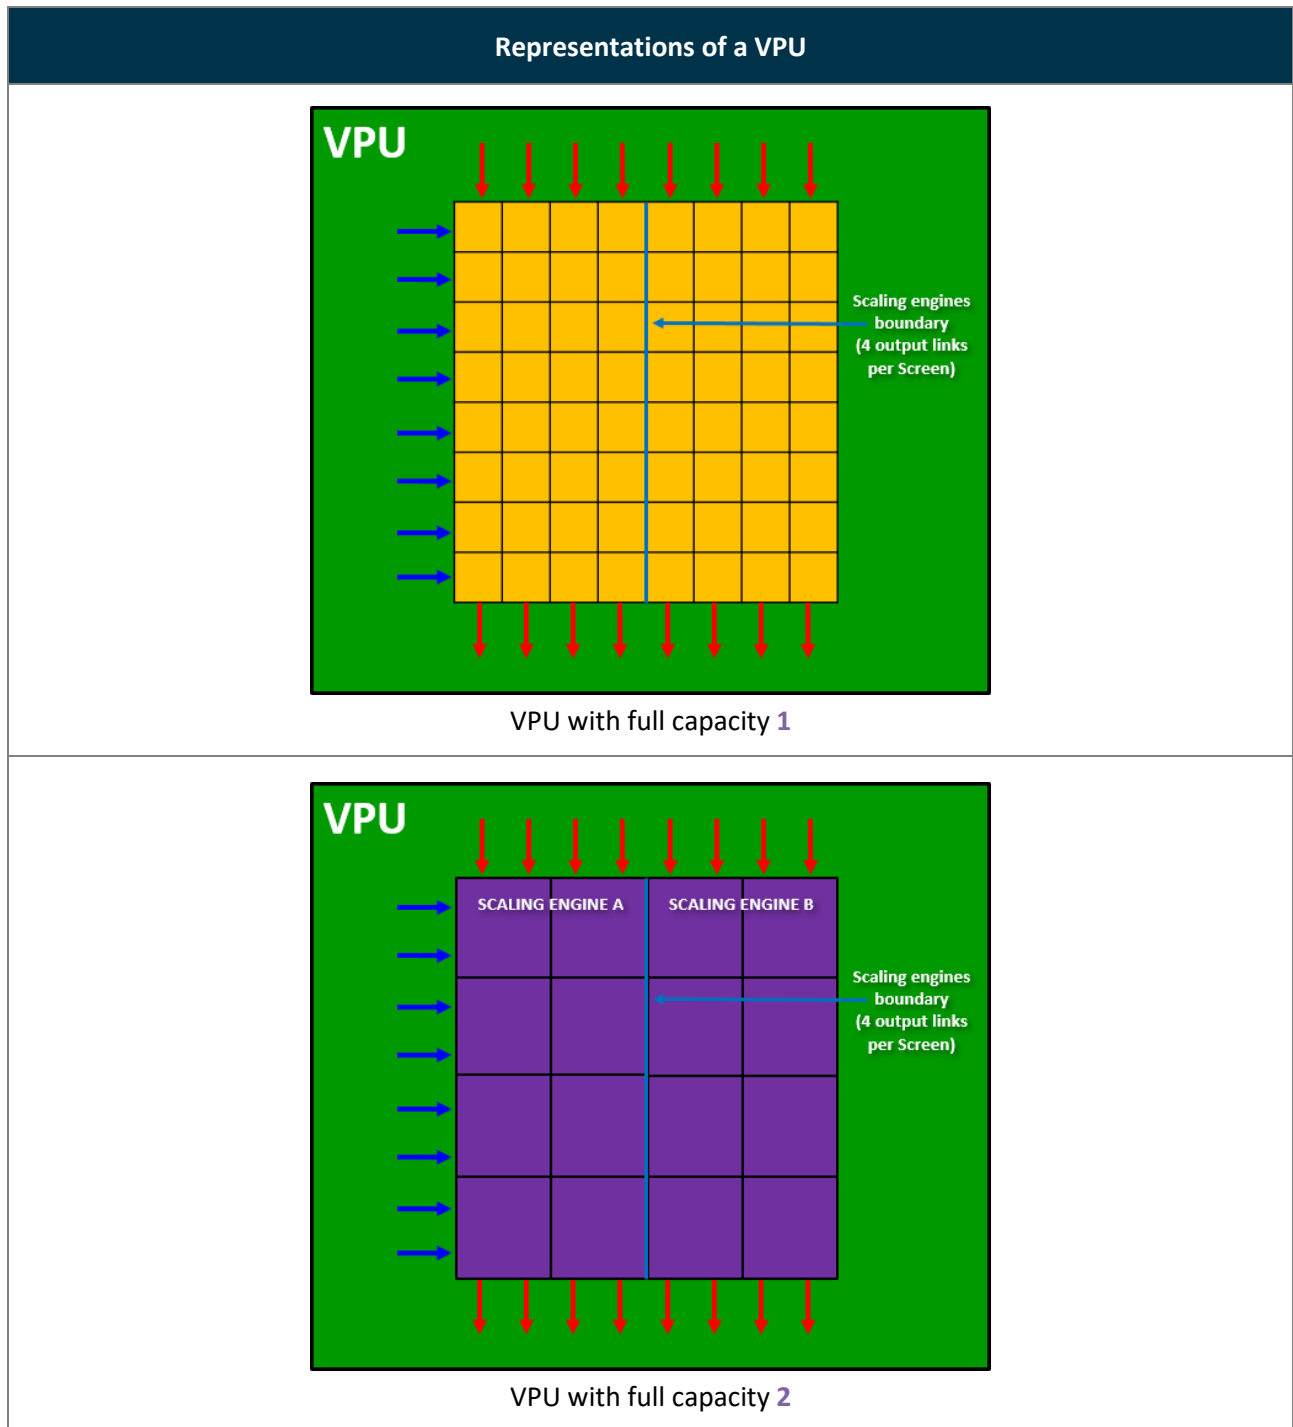 Representations of a VPU
VPU
Scaling engines
boundary
(4 output links
per Screen)
VPU with full capacity 1
VPU
SCALING ENGINE A
SCALING ENGINE B
Scaling engines
boundary
(4 output links
per Screen)
VPU with full capacity 2